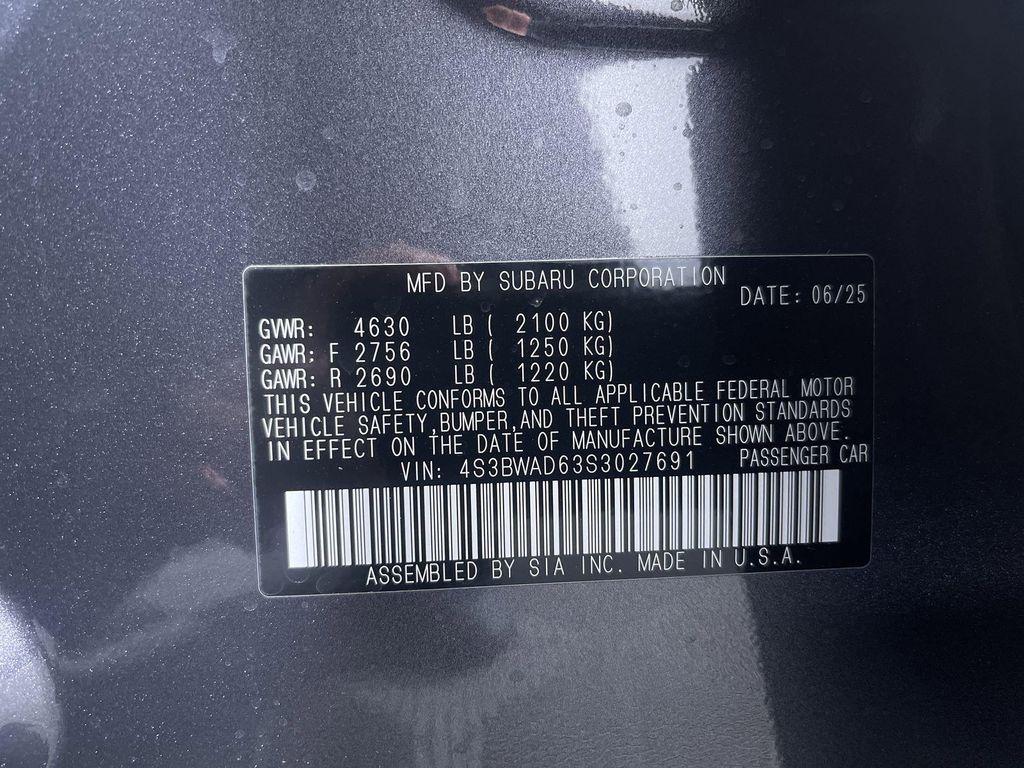 MFD BY SUBARU CORPORATION
DATE: 06/25
GVWR: 4630 LB ( 2100 KG)
GAWR: F 2756 LB ( 1250 KG)
GAWR: R 2690 LB ( 1220 KG)
THIS VEHICLE CONFORMS TO ALL APPLICABLE FEDERAL MOTOR
VEHICLE SAFETY,BUMPER,AND THEFT PREVENTION STANDARDS
IN EFFECT ON THE DATE OF MANUFACTURE SHOWN ABOVE.
VIN: 4S3BWAD63S3027691 PASSENGER CAR
ASSEMBLED BY SIA INC. MADE IN U.S.A.